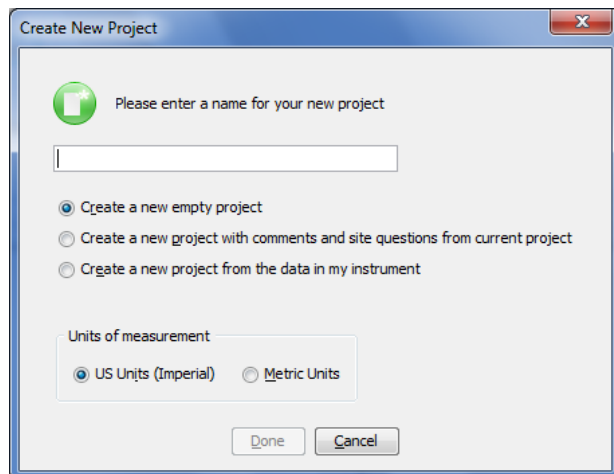 Create New Project
Please enter a name for your new project
Create a new empty project
Create a new project with comments and site questions from current project
Create a new project from the data in my instrument
Units of measurement
US Units (Imperial) Metric Units
Done Cancel